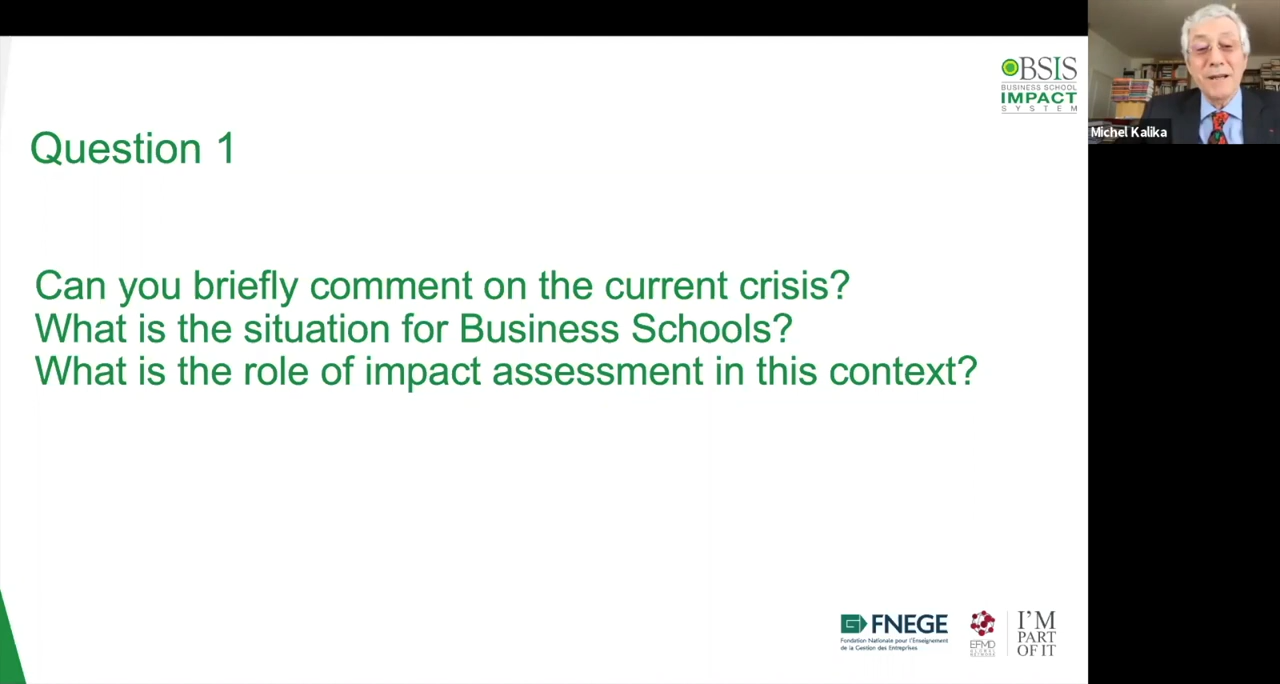 BSIS
BUSINESS SCHOOL
IMPACT
SYSTEM
Michel Kalika
Question 1
Can you briefly comment on the current crisis?
What is the situation for Business Schools?
What is the role of impact assessment in this context?
FNEGE
Fondation Nationale pour l'Enseignement
de la Gestion des Entreprises
EFMD
GLOBAL
NETWORK
I'M
PART
OF IT